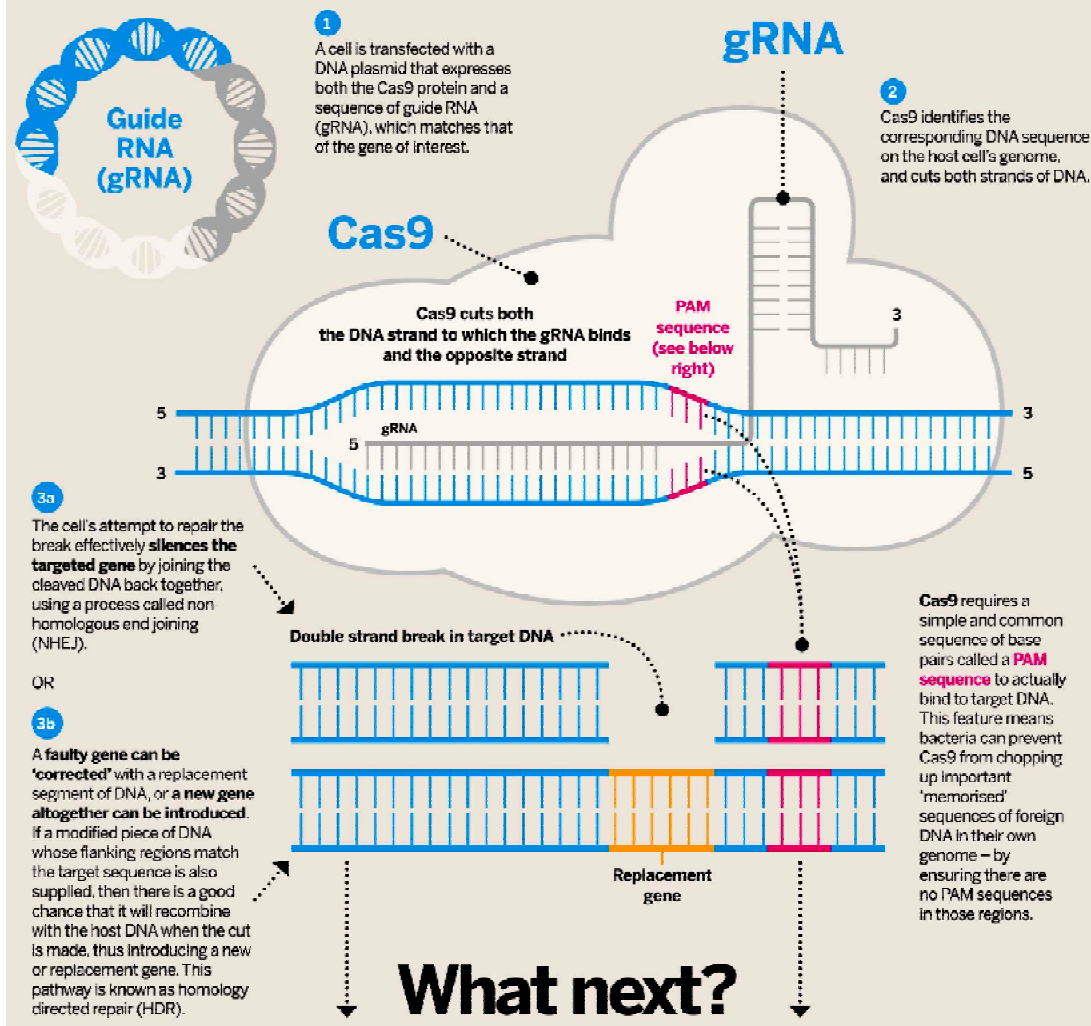 Guide
RNA
(gRNA)
1
A cell is transfected with a
DNA plasmid that expresses
both the Cas9 protein and a
sequence of guide RNA
(gRNA), which matches that
of the gene of interest.
gRNA
2
Cas9 identifies the
corresponding DNA sequence
on the host cell's genome,
and cuts both strands of DNA.
Cas9
Cas9 cuts both
the DNA strand to which the gRNA binds
and the opposite strand
PAM
sequence
(see below
right)
3
5
3
5
gRNA
3
5
3a
The cell's attempt to repair the
break effectively silences the
targeted gene by joining the
cleaved DNA back together,
using a process called non
homologous end joining
(NHEJ).
OR
3b
A faulty gene can be
'corrected' with a replacement
segment of DNA, or a new gene
altogether can be introduced.
If a modified piece of DNA
whose flanking regions match
the target sequence is also
supplied, then there is a good
chance that it will recombine
with the host DNA when the cut
is made, thus introducing a new
or replacement gene. This
pathway is known as homology
directed repair (HDR).
Double strand break in target DNA
Replacement
gene
Cas9 requires a
simple and common
sequence of base
pairs called a PAM
sequence to actually
bind to target DNA.
This feature means
bacteria can prevent
Cas9 from chopping
up important
'memorised'
sequences of foreign
DNA in their own
genome – by
ensuring there are
no PAM sequences
in those regions.
What next?